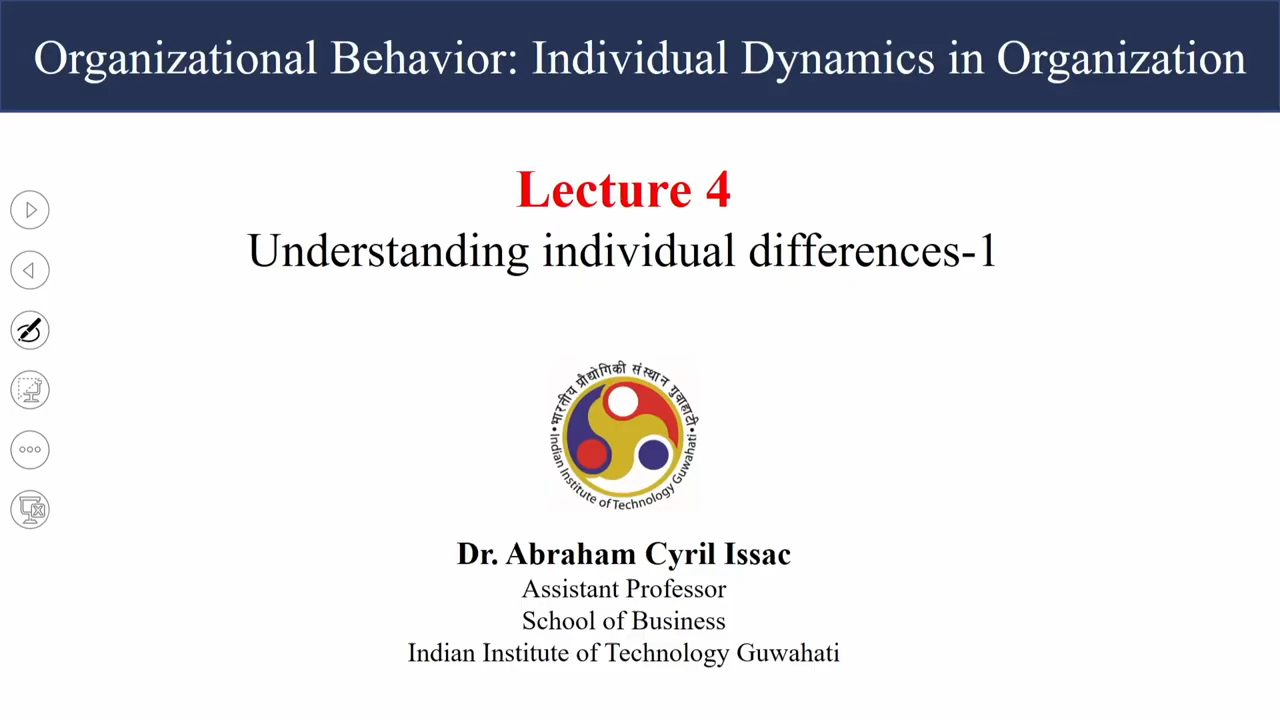 Organizational Behavior: Individual Dynamics in Organization
Lecture 4
Understanding individual differences-1
भारतीय प्रौद्योगिकी संस्थान गुवाहाटी
Indian Institute of Technology Guwahati
Dr. Abraham Cyril Issac
Assistant Professor
School of Business
Indian Institute of Technology Guwahati